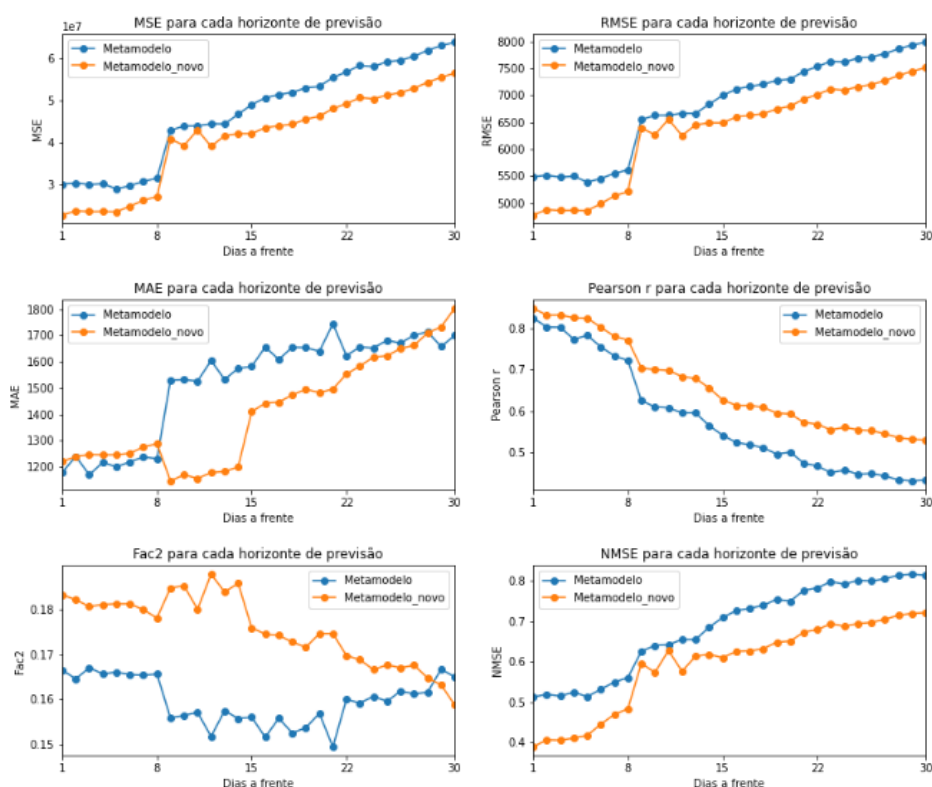 MSE para cada horizonte de previsão
1e7
Metamodelo
Metamodelo_novo
6
5
4
3
MSE
1 8 15 22 30
Dias a frente
RMSE para cada horizonte de previsão
Metamodelo
Metamodelo_novo
8000
7500
7000
6500
6000
5500
5000
RMSE
1 8 15 22 30
Dias a frente
MAE para cada horizonte de previsão
Metamodelo
Metamodelo_novo
1800
1700
1600
1500
1400
1300
1200
MAE
1 8 15 22 30
Dias a frente
Pearson r para cada horizonte de previsão
Metamodelo
Metamodelo_novo
0.8
0.7
0.6
0.5
Pearson r
1 8 15 22 30
Dias a frente
Fac2 para cada horizonte de previsão
Metamodelo
Metamodelo_novo
0.18
0.17
0.16
0.15
Fac2
1 8 15 22 30
Dias a frente
NMSE para cada horizonte de previsão
Metamodelo
Metamodelo_novo
0.8
0.7
0.6
0.5
0.4
NMSE
1 8 15 22 30
Dias a frente